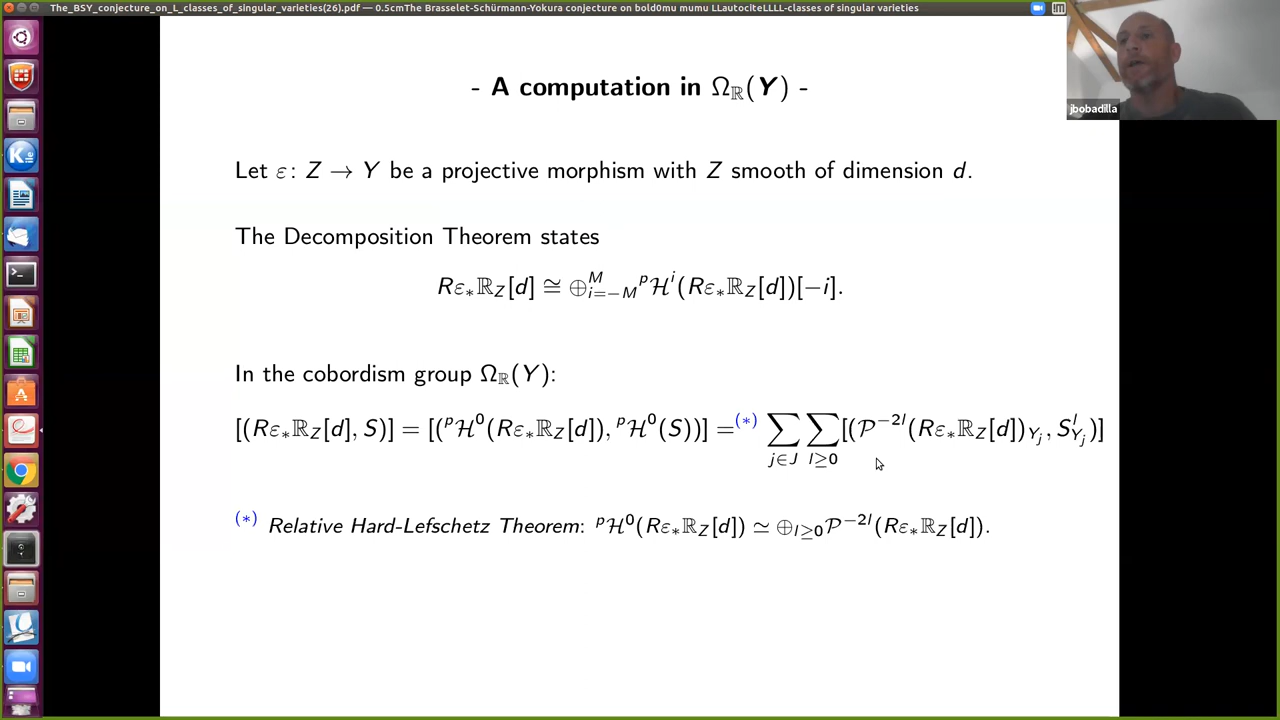 The_BSY_conjecture_on_L_classes_of_singular_varieties(26).pdf — 0.5cmThe Brasselet-Schürmann-Yokura conjecture on bold0mu mumu LLautociteLLLL-classes of singular varieties
jbobadilla
- A computation in Ω_ℝ(Y) -
Let ε: Z → Y be a projective morphism with Z smooth of dimension d.
The Decomposition Theorem states
Rε_*ℝ_Z[d] ≅ ⊕_{i=-M}^{M} ^pℋ^i(Rε_*ℝ_Z[d])[-i].
In the cobordism group Ω_ℝ(Y):
[(Rε_*ℝ_Z[d], S)] = [(^pℋ^0(Rε_*ℝ_Z[d]), ^pℋ^0(S))] =^{(*)} ∑_{j∈J} ∑_{l≥0} [(𝒫^{-2l}(Rε_*ℝ_Z[d])_{Y_j}, S^l_{Y_j})]
(*) Relative Hard-Lefschetz Theorem: ^pℋ^0(Rε_*ℝ_Z[d]) ≃ ⊕_{l≥0}𝒫^{-2l}(Rε_*ℝ_Z[d]).